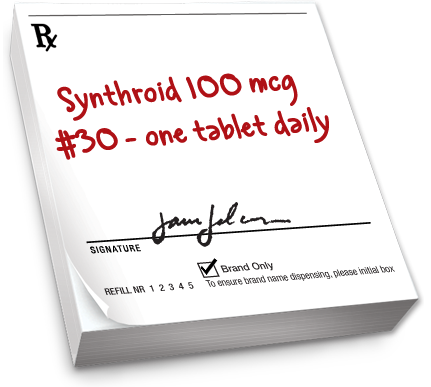 Rx
Synthroid 100 mcg
#30 - one tablet daily
SIGNATURE
Brand Only
REFILL NR 1 2 3 4 5 To ensure brand name dispensing, please initial box